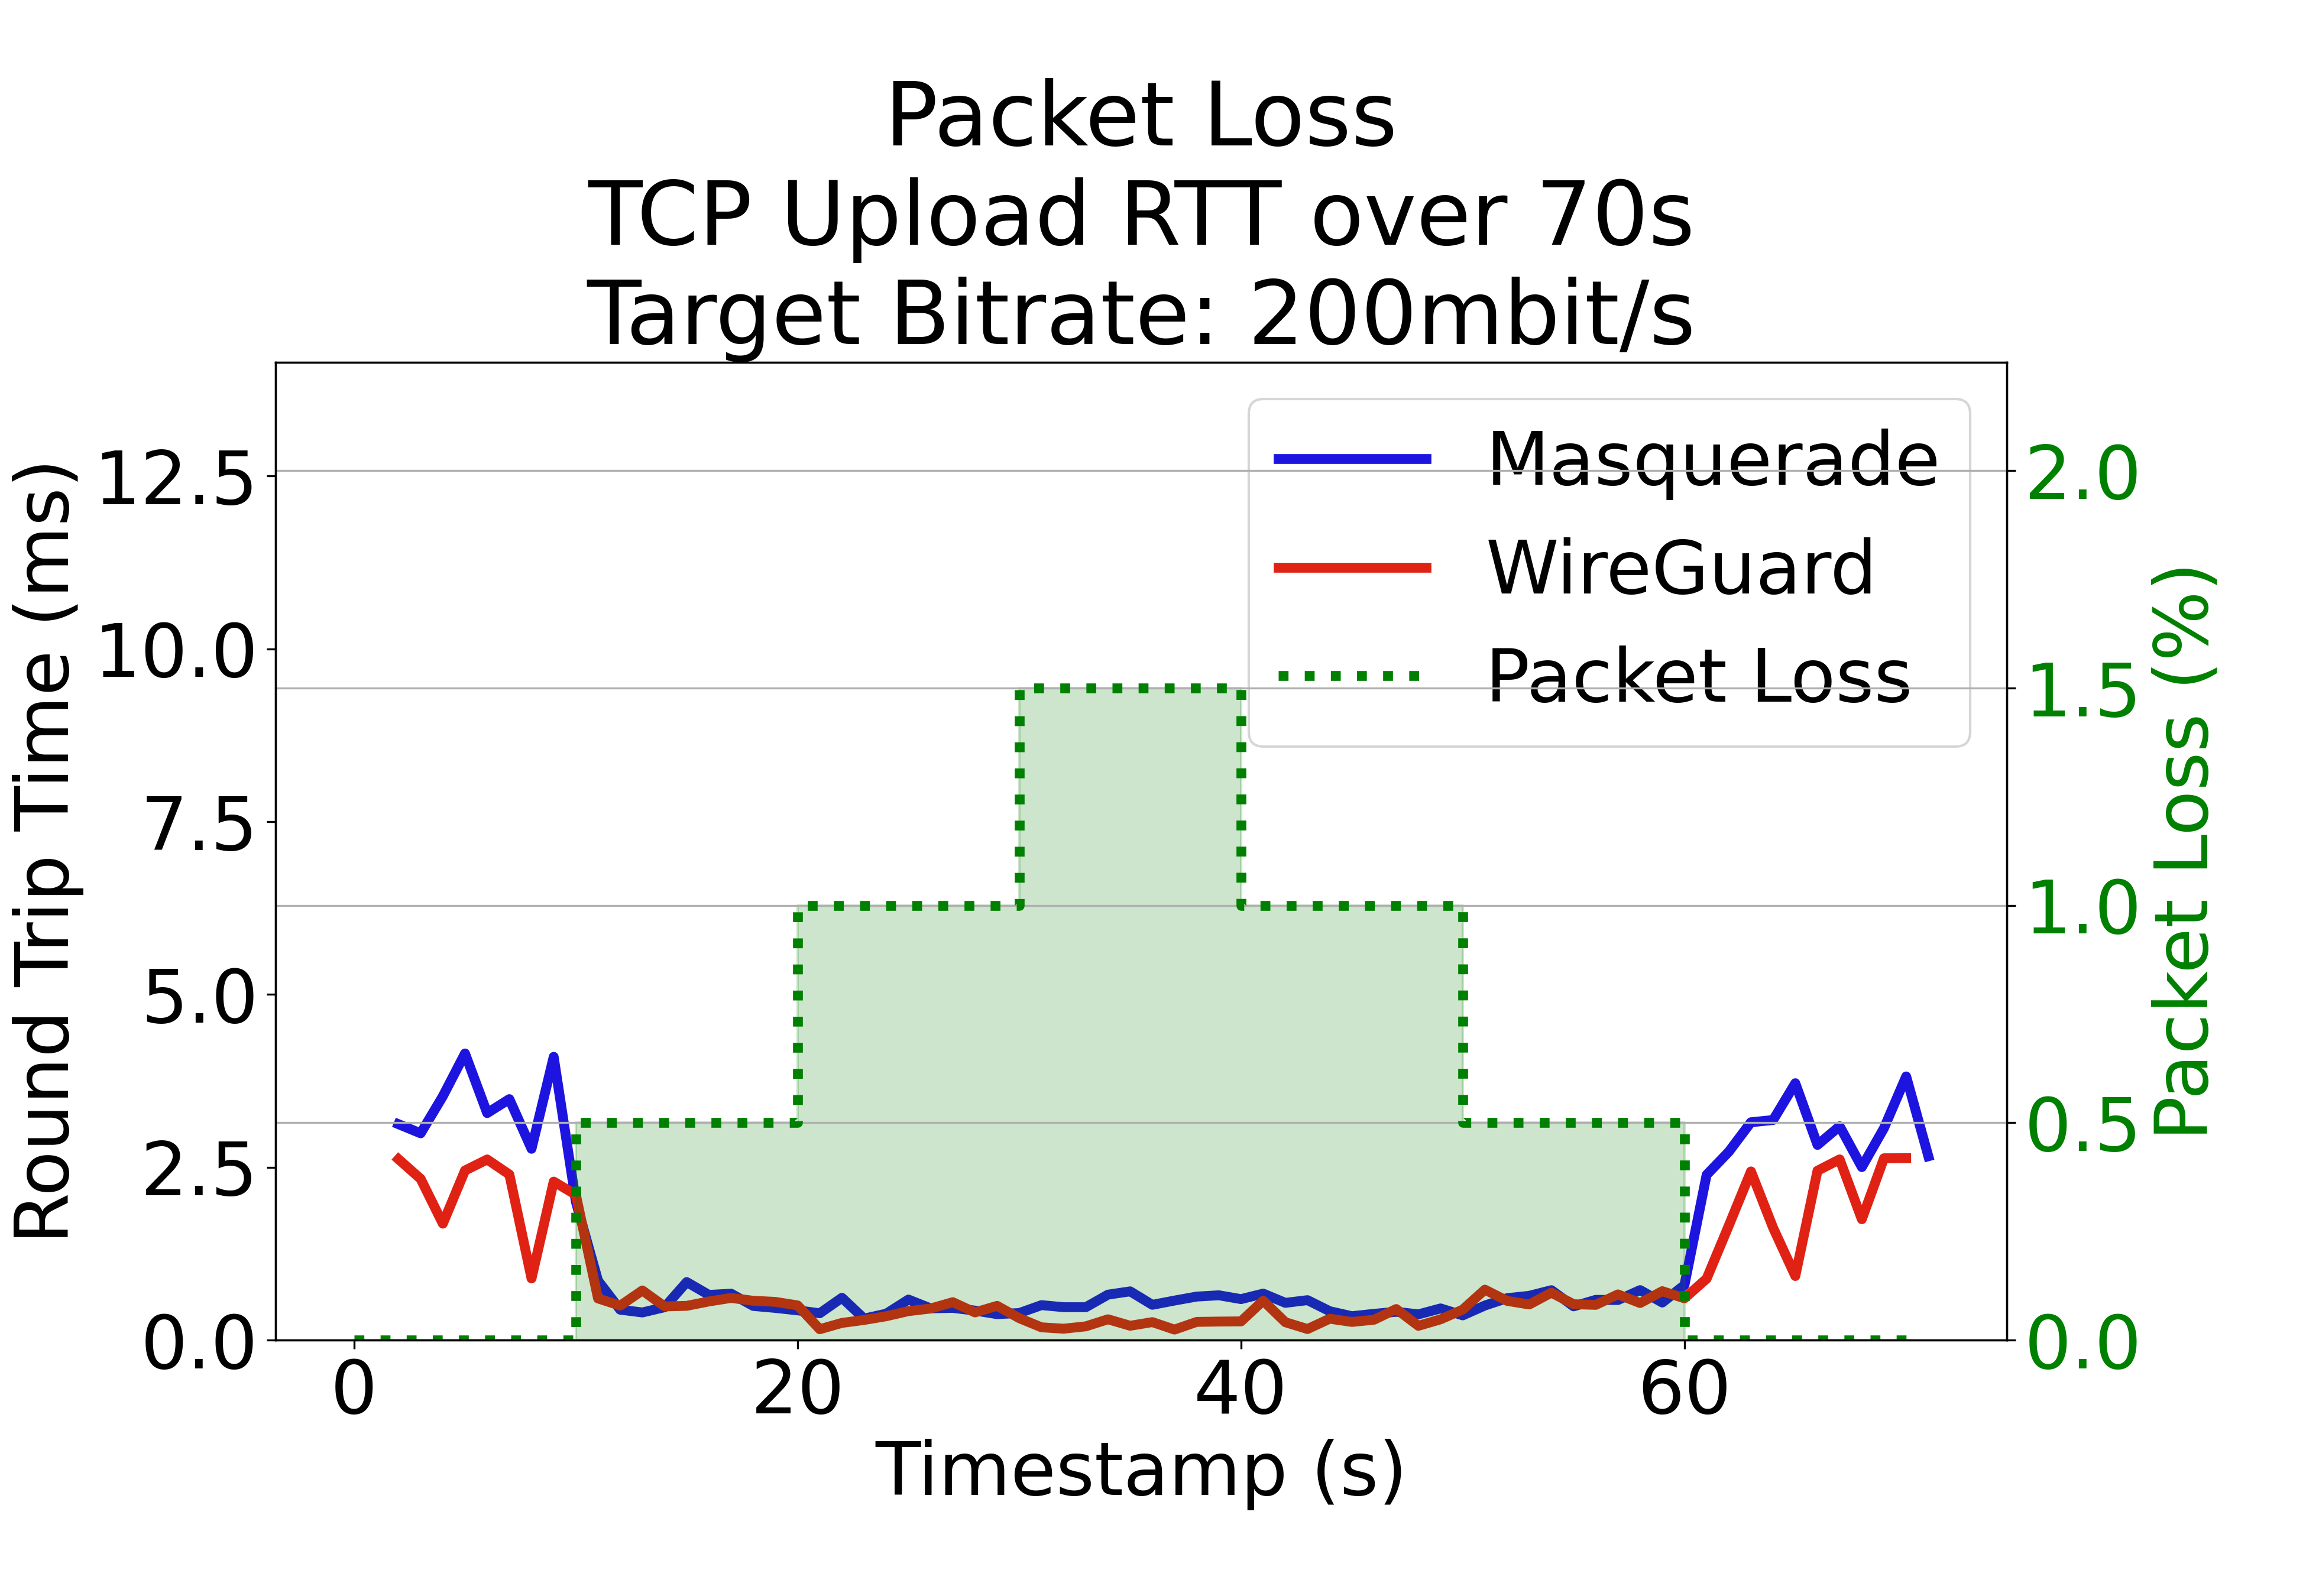 Packet Loss
TCP Upload RTT over 70s
Target Bitrate: 200mbit/s
Round Trip Time (ms)
12.5
10.0
7.5
5.0
2.5
0.0
Masquerade
WireGuard
Packet Loss
2.0
1.5
1.0
0.5
0.0
Packet Loss (%)
0 20 40 60
Timestamp (s)